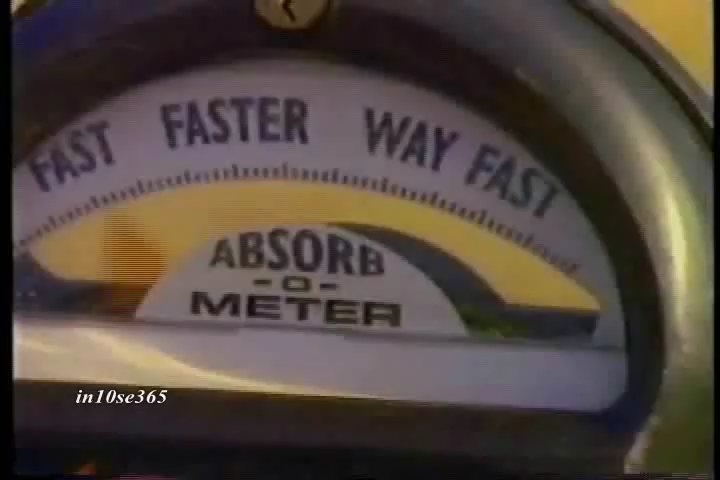 FAST FASTER WAY FAST
ABSORB
-O-
METER
in10se365